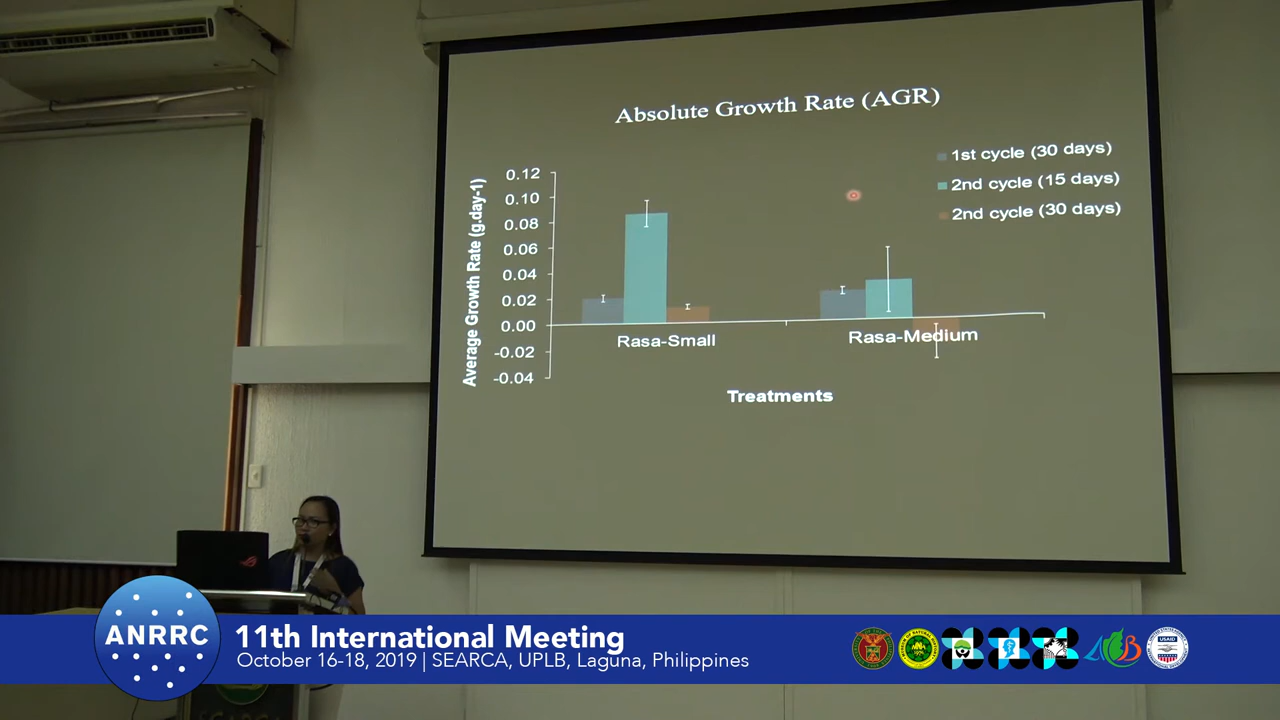 Absolute Growth Rate (AGR)
1st cycle (30 days)
2nd cycle (15 days)
2nd cycle (30 days)
Average Growth Rate (g.day-1)
0.12
0.10
0.08
0.06
0.04
0.02
0.00
-0.02
-0.04
Rasa-Small
Rasa-Medium
Treatments
ANRRC
11th International Meeting
October 16-18, 2019 | SEARCA, UPLB, Laguna, Philippines
USAID